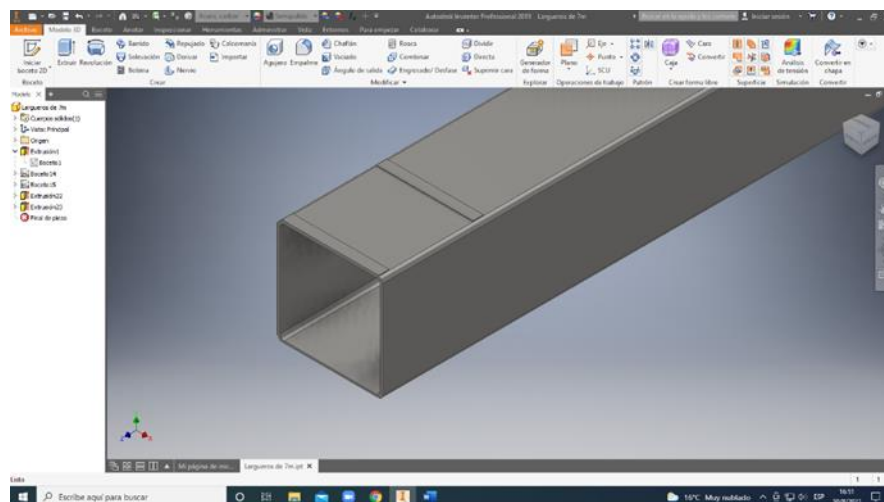 Autodesk Inventor Professional 2019 Largueros de 7m
Iniciar sesión
Archivo Modelo 3D Boceto Anotar Inspeccionar Herramientas Administrar Vista Entornos Para empezar Colaborar
Iniciar boceto 2D
Boceto
Extruir Revolución
Barrido Repujado Calcomanía
Solevación Derivar Importar
Bobina Nervio
Crear
Agujero Empalme
Chaflán Rosca Dividir
Vaciado Combinar Directa
Ángulo de salida Engrosado/ Desfase Suprimir cara
Modificar
Generador de forma
Explorar
Plano
Eje
Punto
SCU
Operaciones de trabajo
Patrón
Caja
Cara
Convertir
Crear forma libre
Superficie
Análisis de tensión
Simulación
Convertir en chapa
Convertir
Modelo
Largueros de 7m
Cuerpos sólidos(1)
Vista: Principal
Origen
Extrusión1
Boceto1
Boceto14
Boceto15
Extrusión22
Extrusión23
Final de pieza
Mi página de ino...
Largueros de 7m.ipt
Listo
1 1
Escribe aquí para buscar
16°C Muy nublado
ESP
16:51